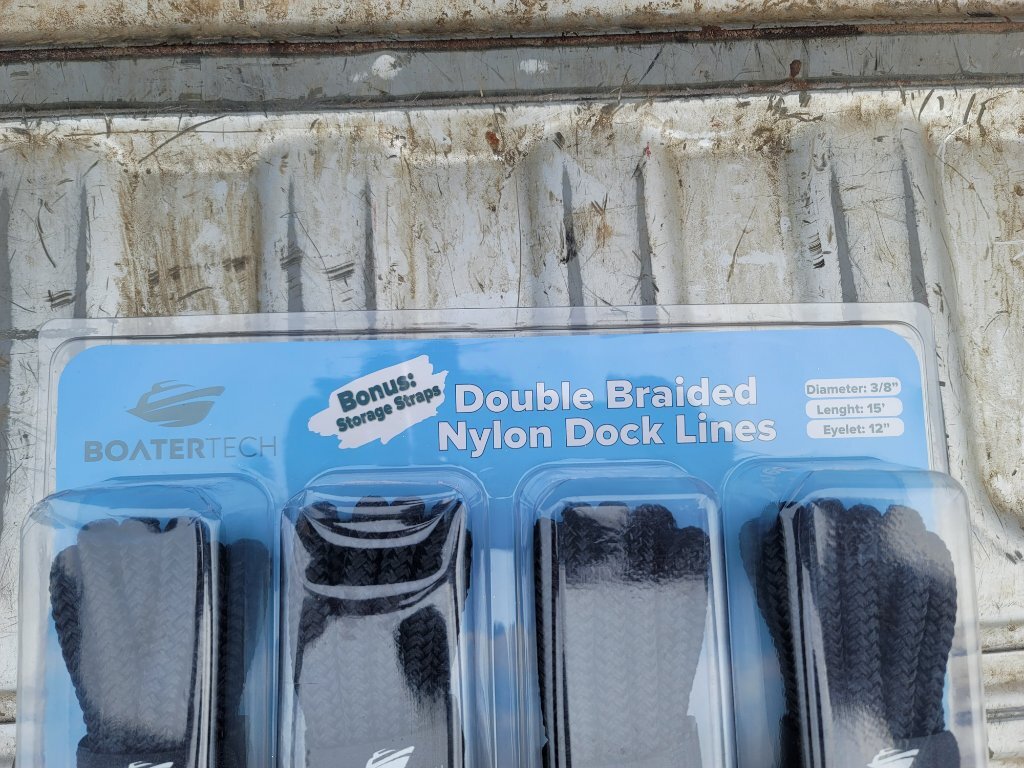 BOATERTECH
Bonus:
Storage Straps
Double Braided
Nylon Dock Lines
Diameter: 3/8"
Lenght: 15'
Eyelet: 12"